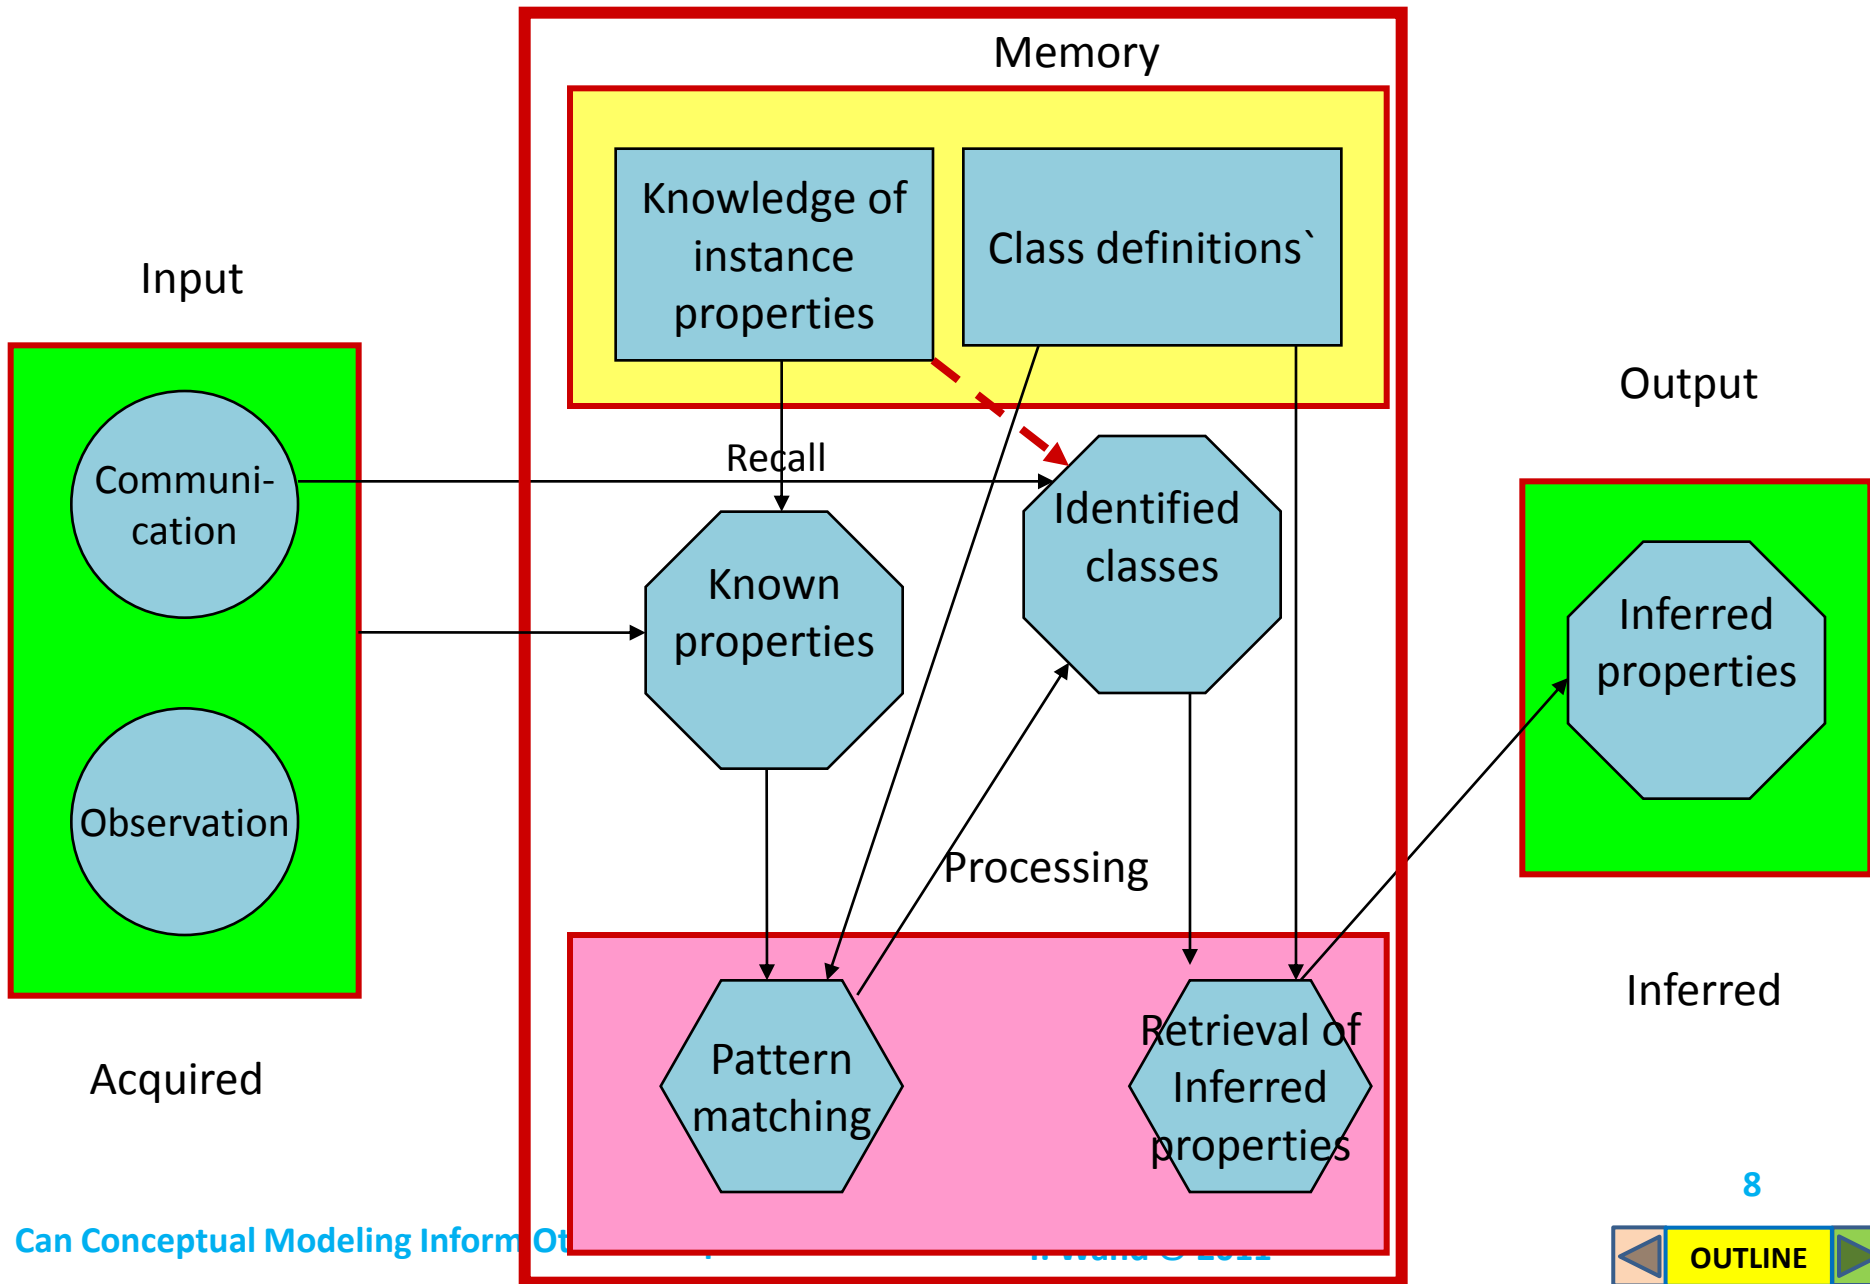 Memory
Knowledge of
instance
properties
Class definitions`
Input
Output
Communi-
cation
Recall
Identified
classes
Known
properties
Inferred
properties
Observation
Processing
Inferred
Acquired
Pattern
matching
Retrieval of
Inferred
properties
8
Can Conceptual Modeling Inform
OUTLINE